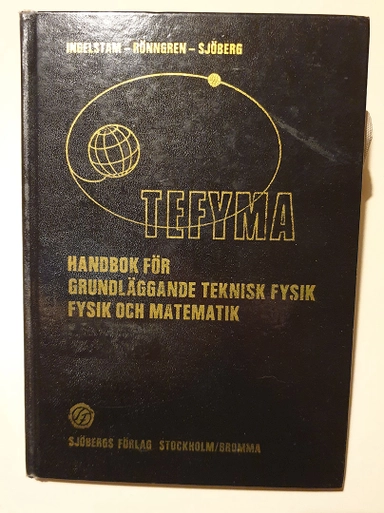 INGELSTAM - RÖNNGREN - SJÖBERG
TEFYMA
HANDBOK FÖR
GRUNDLÄGGANDE TEKNISK FYSIK
FYSIK OCH MATEMATIK
SJÖBERGS FÖRLAG STOCKHOLM/BROMMA